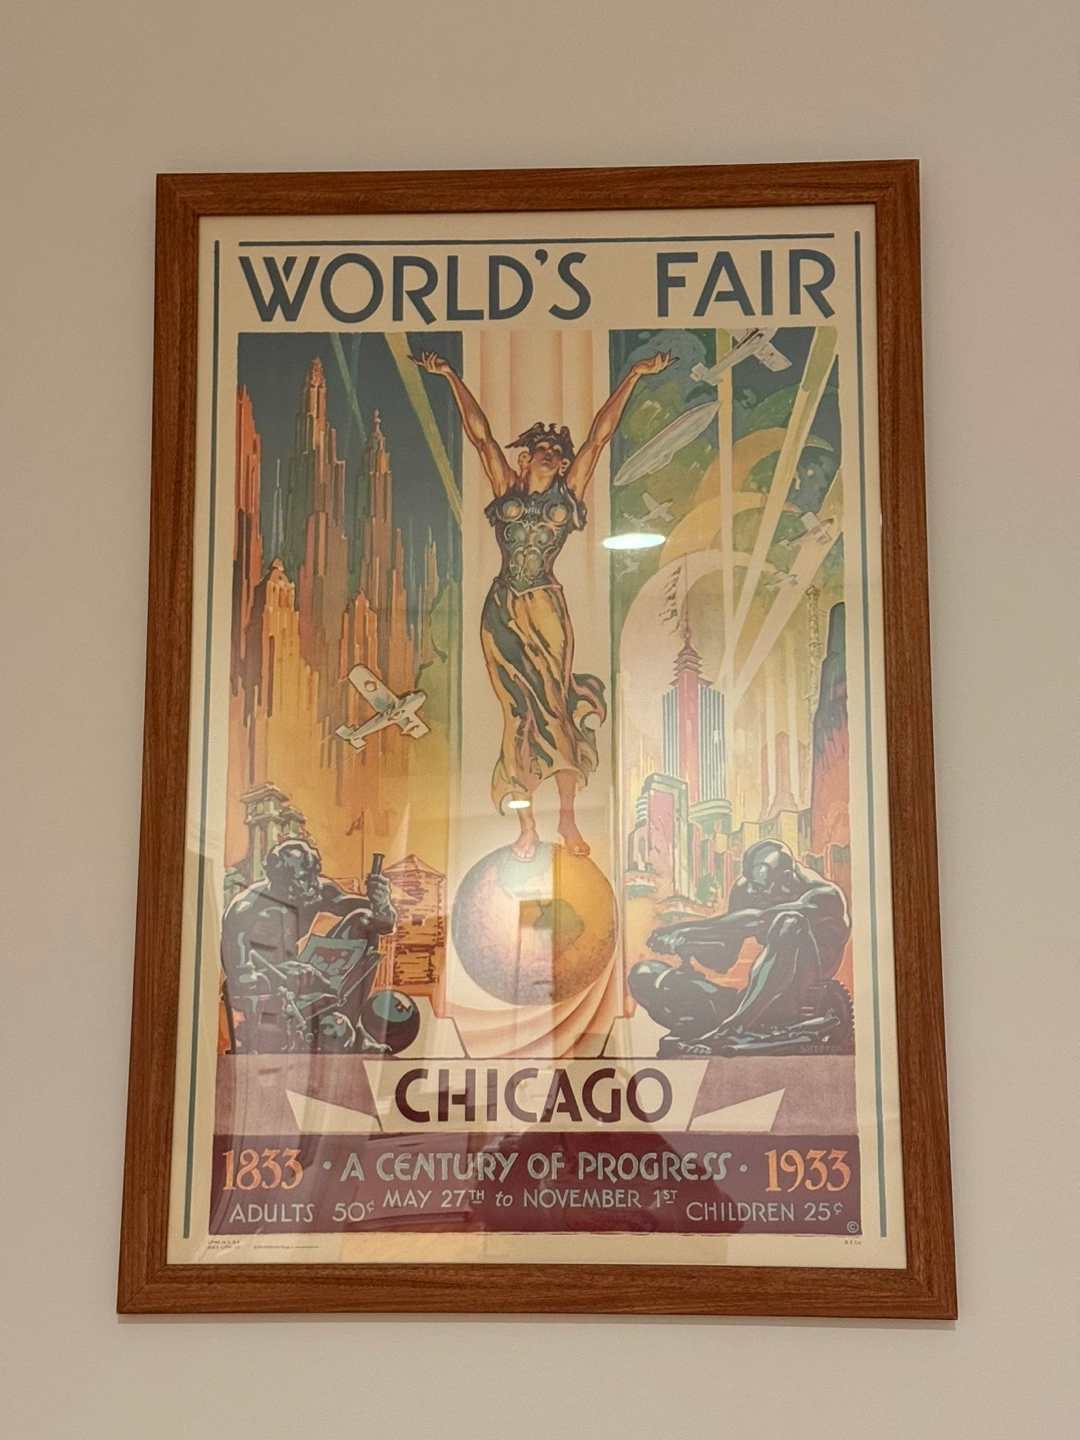 WORLD'S FAIR
CHICAGO
1833 · A CENTURY OF PROGRESS · 1933
ADULTS 50¢ MAY 27TH to NOVEMBER 1ST CHILDREN 25¢
©